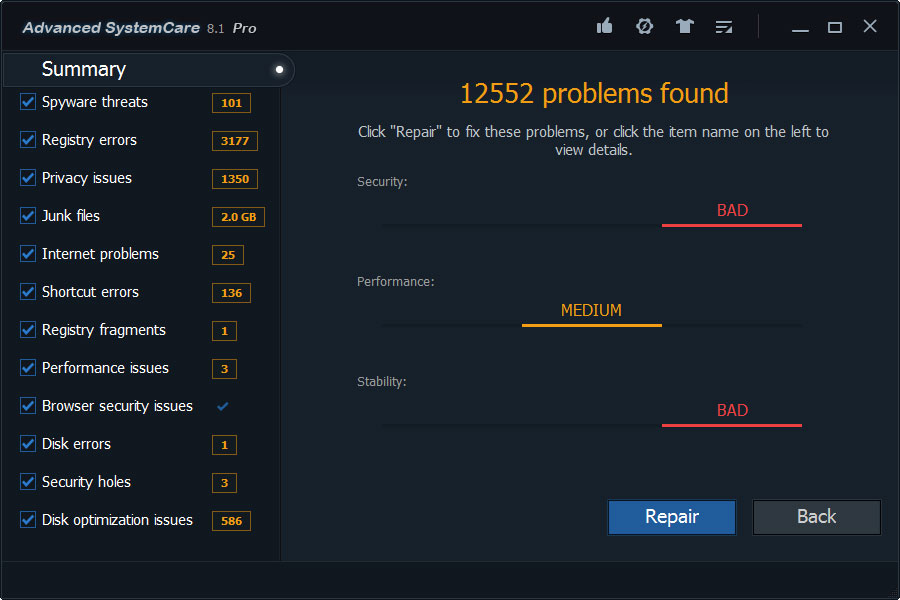 Advanced SystemCare 8.1 Pro
Summary
Spyware threats 101
Registry errors 3177
Privacy issues 1350
Junk files 2.0 GB
Internet problems 25
Shortcut errors 136
Registry fragments 1
Performance issues 3
Browser security issues
Disk errors 1
Security holes 3
Disk optimization issues 586
12552 problems found
Click "Repair" to fix these problems, or click the item name on the left to
view details.
Security:
BAD
Performance:
MEDIUM
Stability:
BAD
Repair
Back